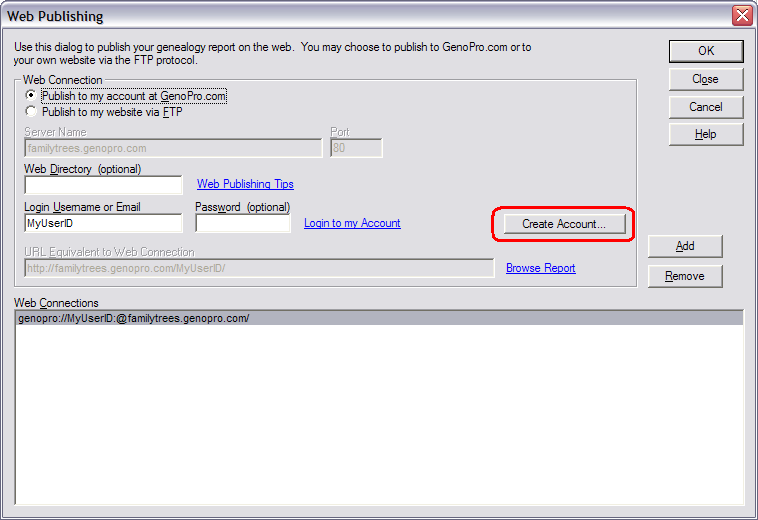 Web Publishing
Use this dialog to publish your genealogy report on the web. You may choose to publish to GenoPro.com or to
your own website via the FTP protocol.
OK
Close
Cancel
Help
Web Connection
Publish to my account at GenoPro.com
Publish to my website via FTP
Server Name Port
familytrees.genopro.com 80
Web Directory (optional)
Web Publishing Tips
Login Username or Email Password (optional)
MyUserID Login to my Account Create Account...
URL Equivalent to Web Connection
http://familytrees.genopro.com/MyUserID/ Browse Report
Add
Remove
Web Connections
genopro://MyUserID:@familytrees.genopro.com/